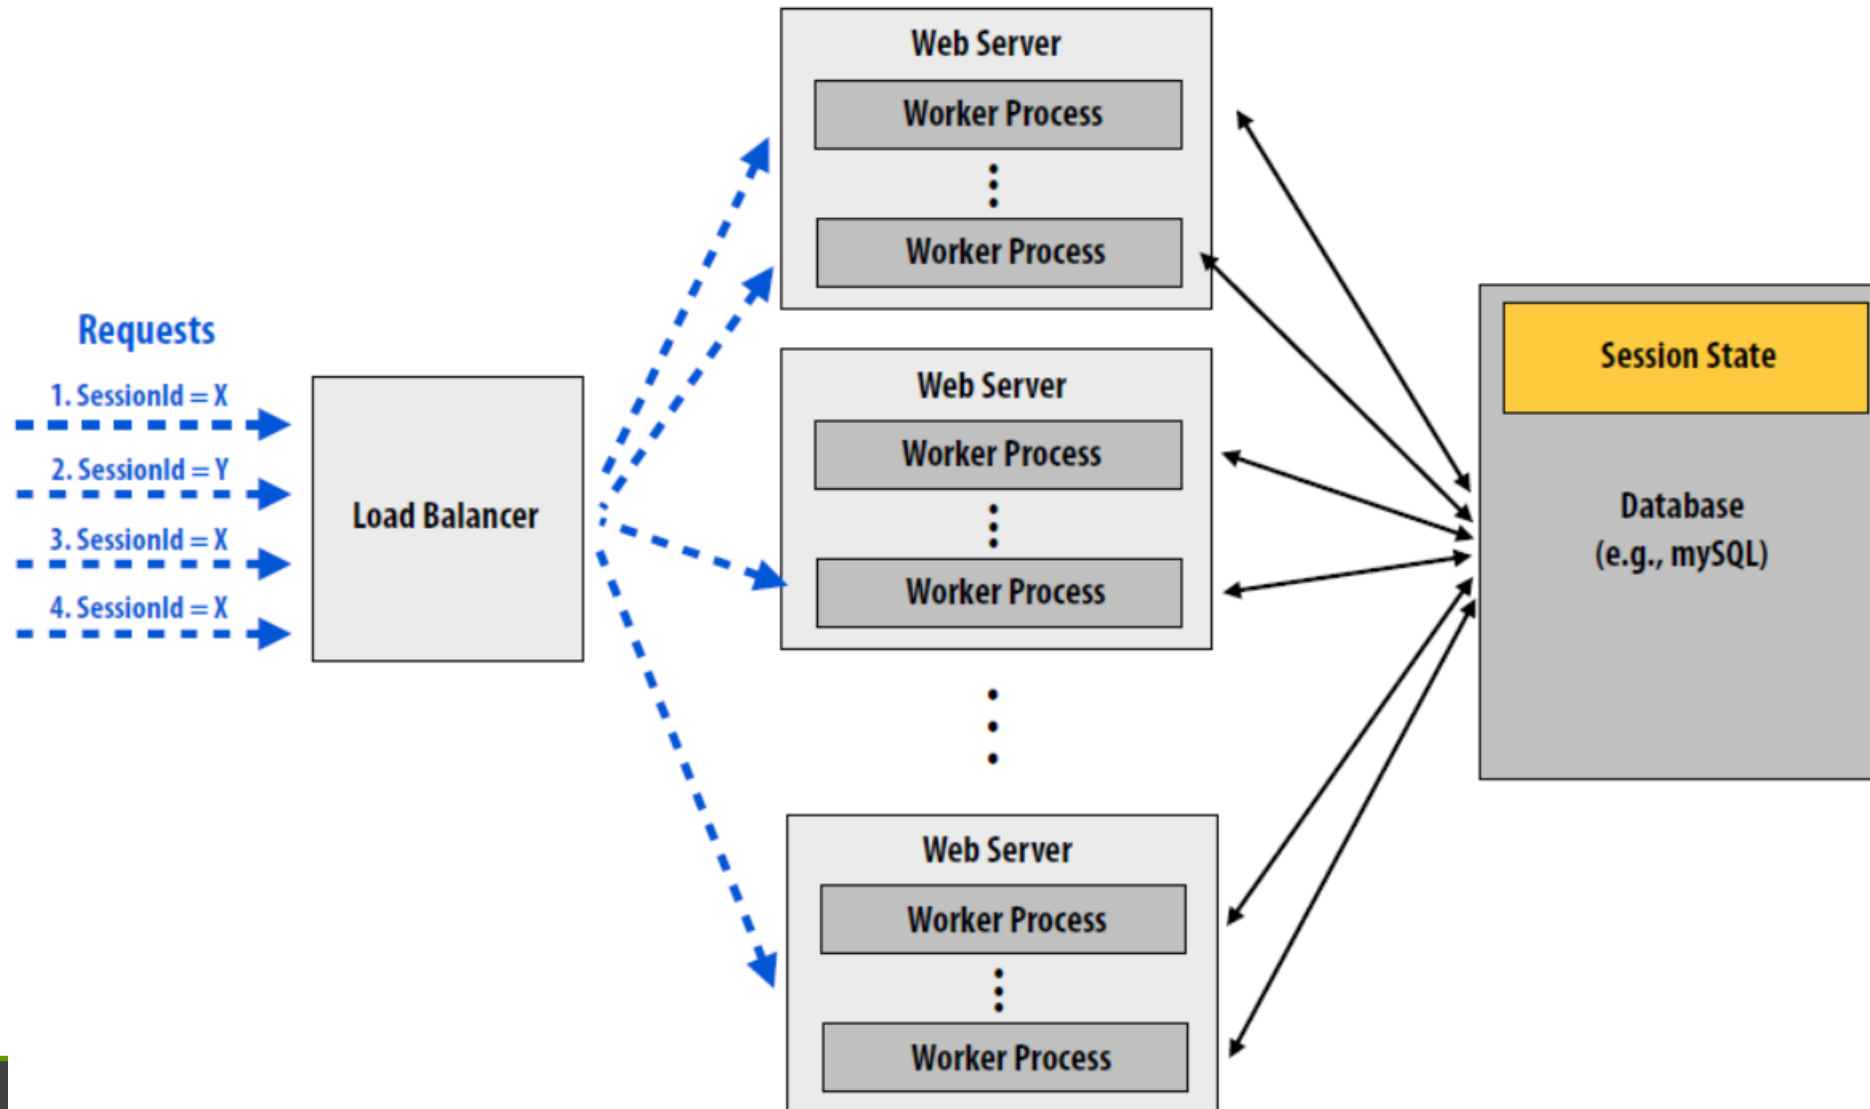 Requests
1. SessionId = X
2. SessionId = Y
3. SessionId = X
4. SessionId = X
Load Balancer
Web Server
Worker Process
Worker Process
Web Server
Worker Process
Worker Process
Web Server
Worker Process
Worker Process
Session State
Database
(e.g., mySQL)